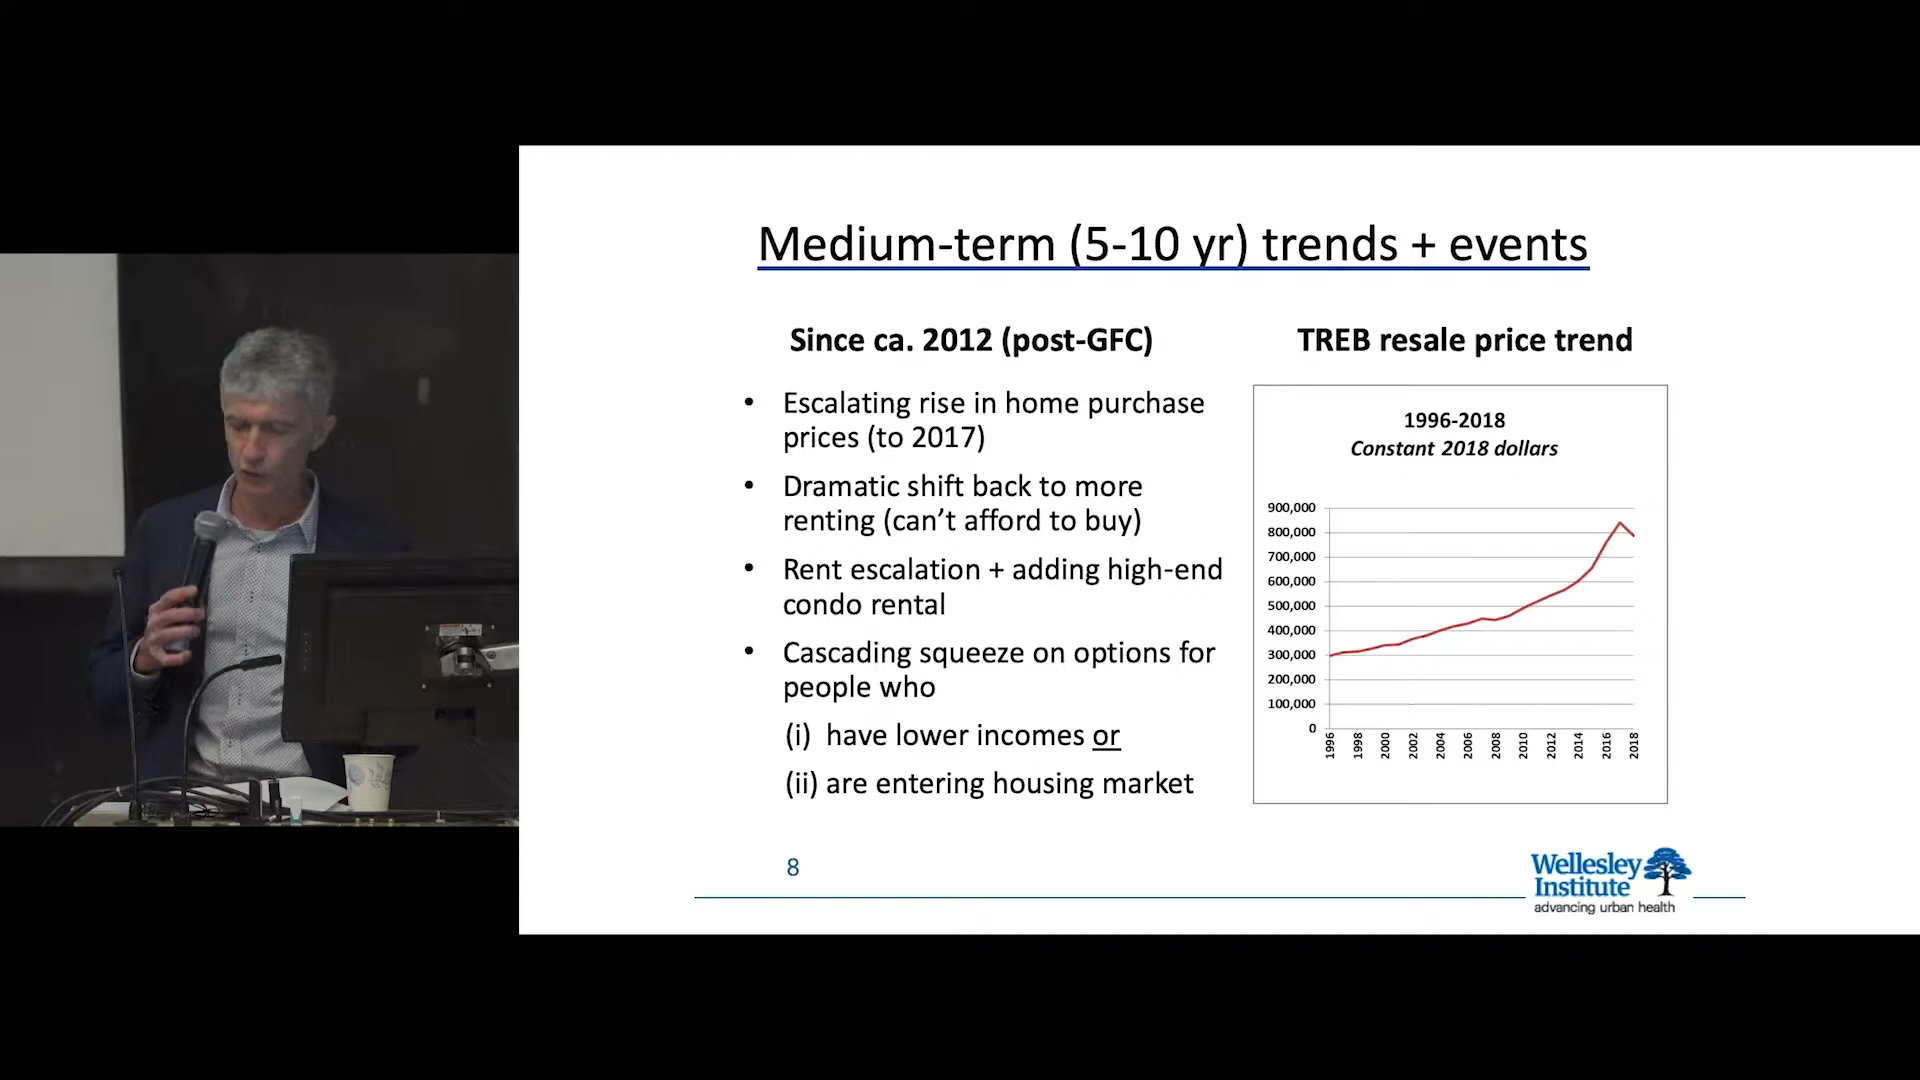 Medium-term (5-10 yr) trends + events
Since ca. 2012 (post-GFC)
• Escalating rise in home purchase
prices (to 2017)
• Dramatic shift back to more
renting (can’t afford to buy)
• Rent escalation + adding high-end
condo rental
• Cascading squeeze on options for
people who
(i) have lower incomes or
(ii) are entering housing market
TREB resale price trend
1996-2018
Constant 2018 dollars
900,000
800,000
700,000
600,000
500,000
400,000
300,000
200,000
100,000
0
1996
1998
2000
2002
2004
2006
2008
2010
2012
2014
2016
2018
8
Wellesley
Institute
advancing urban health